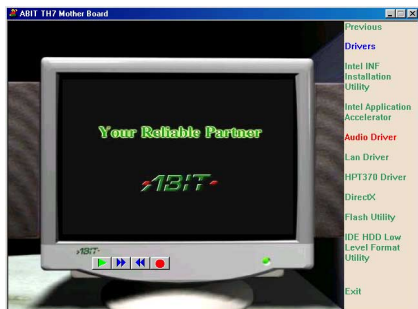 ABIT TH7 Mother Board
Your Reliable Partner
ABIT
ABIT
Previous
Drivers
Intel INF
Installation
Utility
Intel Application
Accelerator
Audio Driver
Lan Driver
HPT370 Driver
DirectX
Flash Utility
IDE HDD Low
Level Format
Utility
Exit